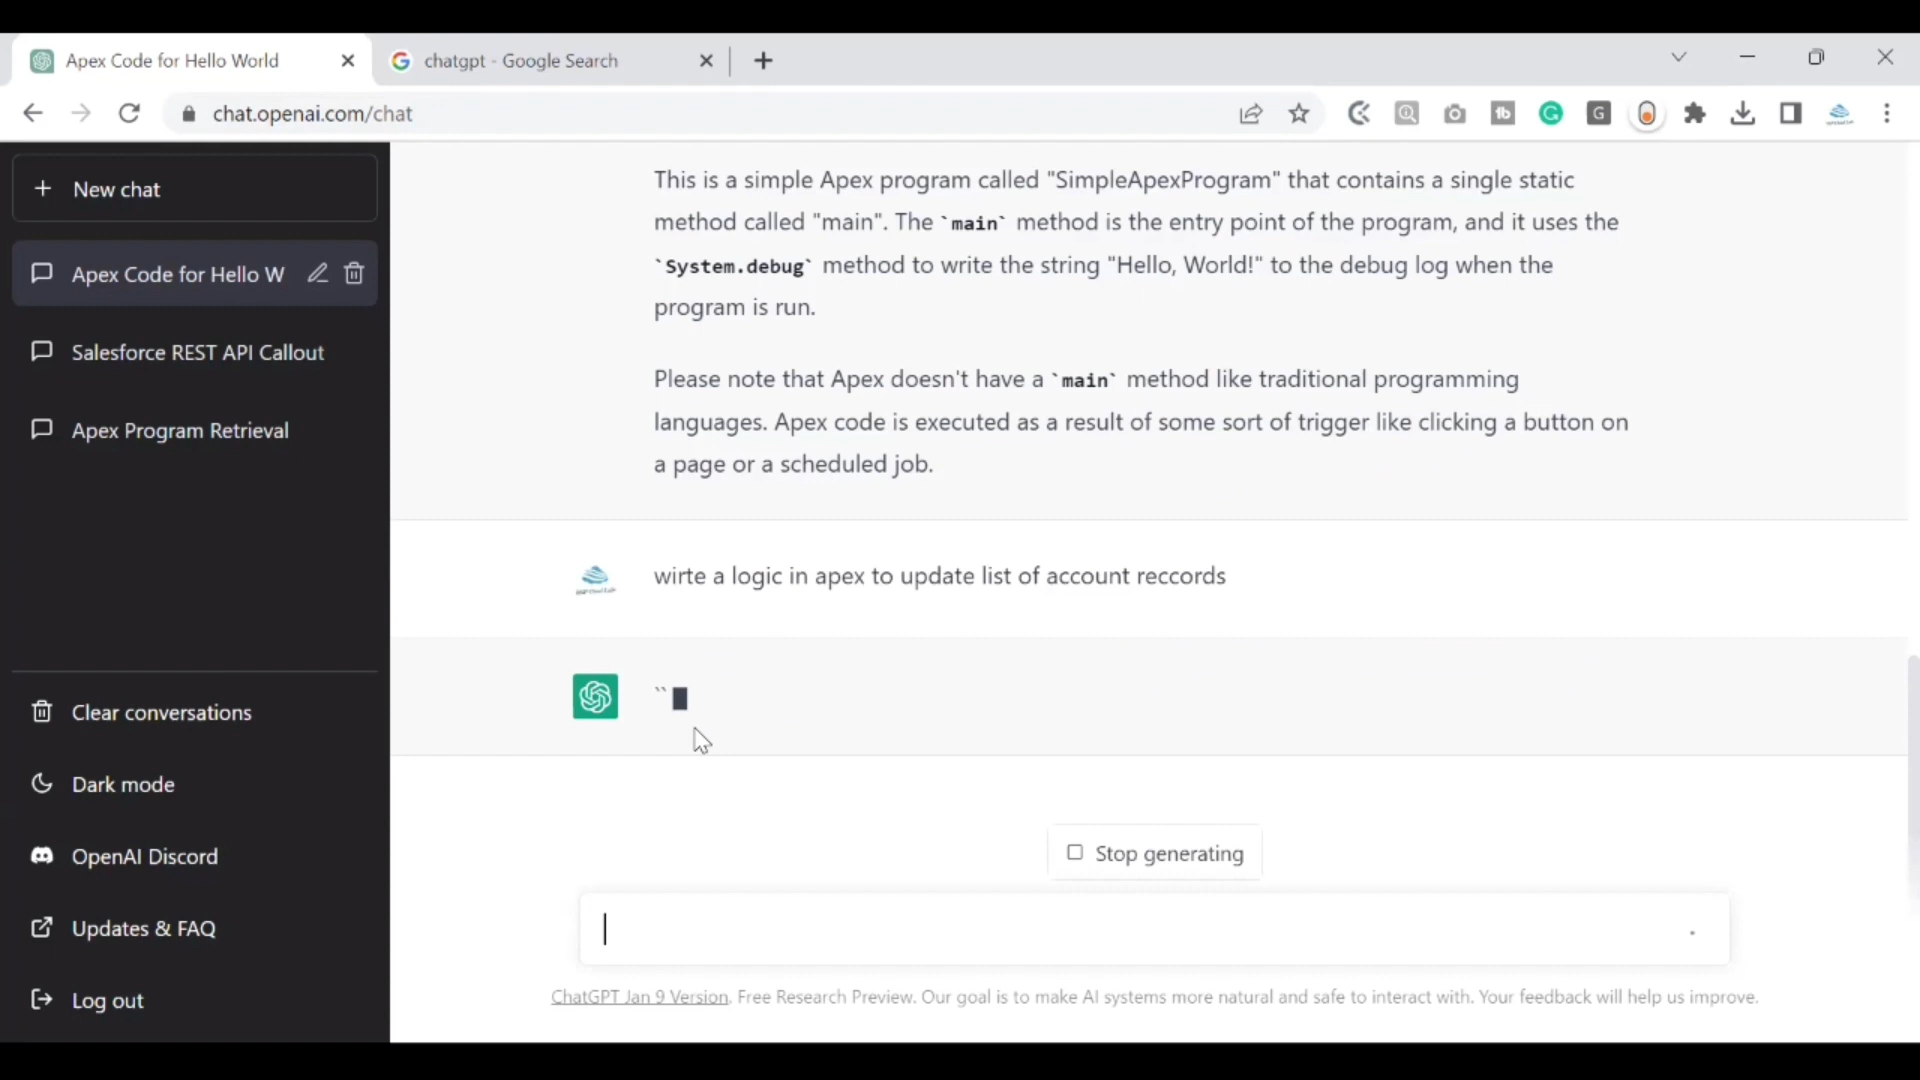 Apex Code for Hello World
chatgpt - Google Search
chat.openai.com/chat
New chat
Apex Code for Hello W
Salesforce REST API Callout
Apex Program Retrieval
Clear conversations
Dark mode
OpenAI Discord
Updates & FAQ
Log out
This is a simple Apex program called "SimpleApexProgram" that contains a single static
method called "main". The `main` method is the entry point of the program, and it uses the
`System.debug` method to write the string "Hello, World!" to the debug log when the
program is run.
Please note that Apex doesn't have a `main` method like traditional programming
languages. Apex code is executed as a result of some sort of trigger like clicking a button on
a page or a scheduled job.
wirte a logic in apex to update list of account reccords
``
Stop generating
ChatGPT Jan 9 Version. Free Research Preview. Our goal is to make AI systems more natural and safe to interact with. Your feedback will help us improve.